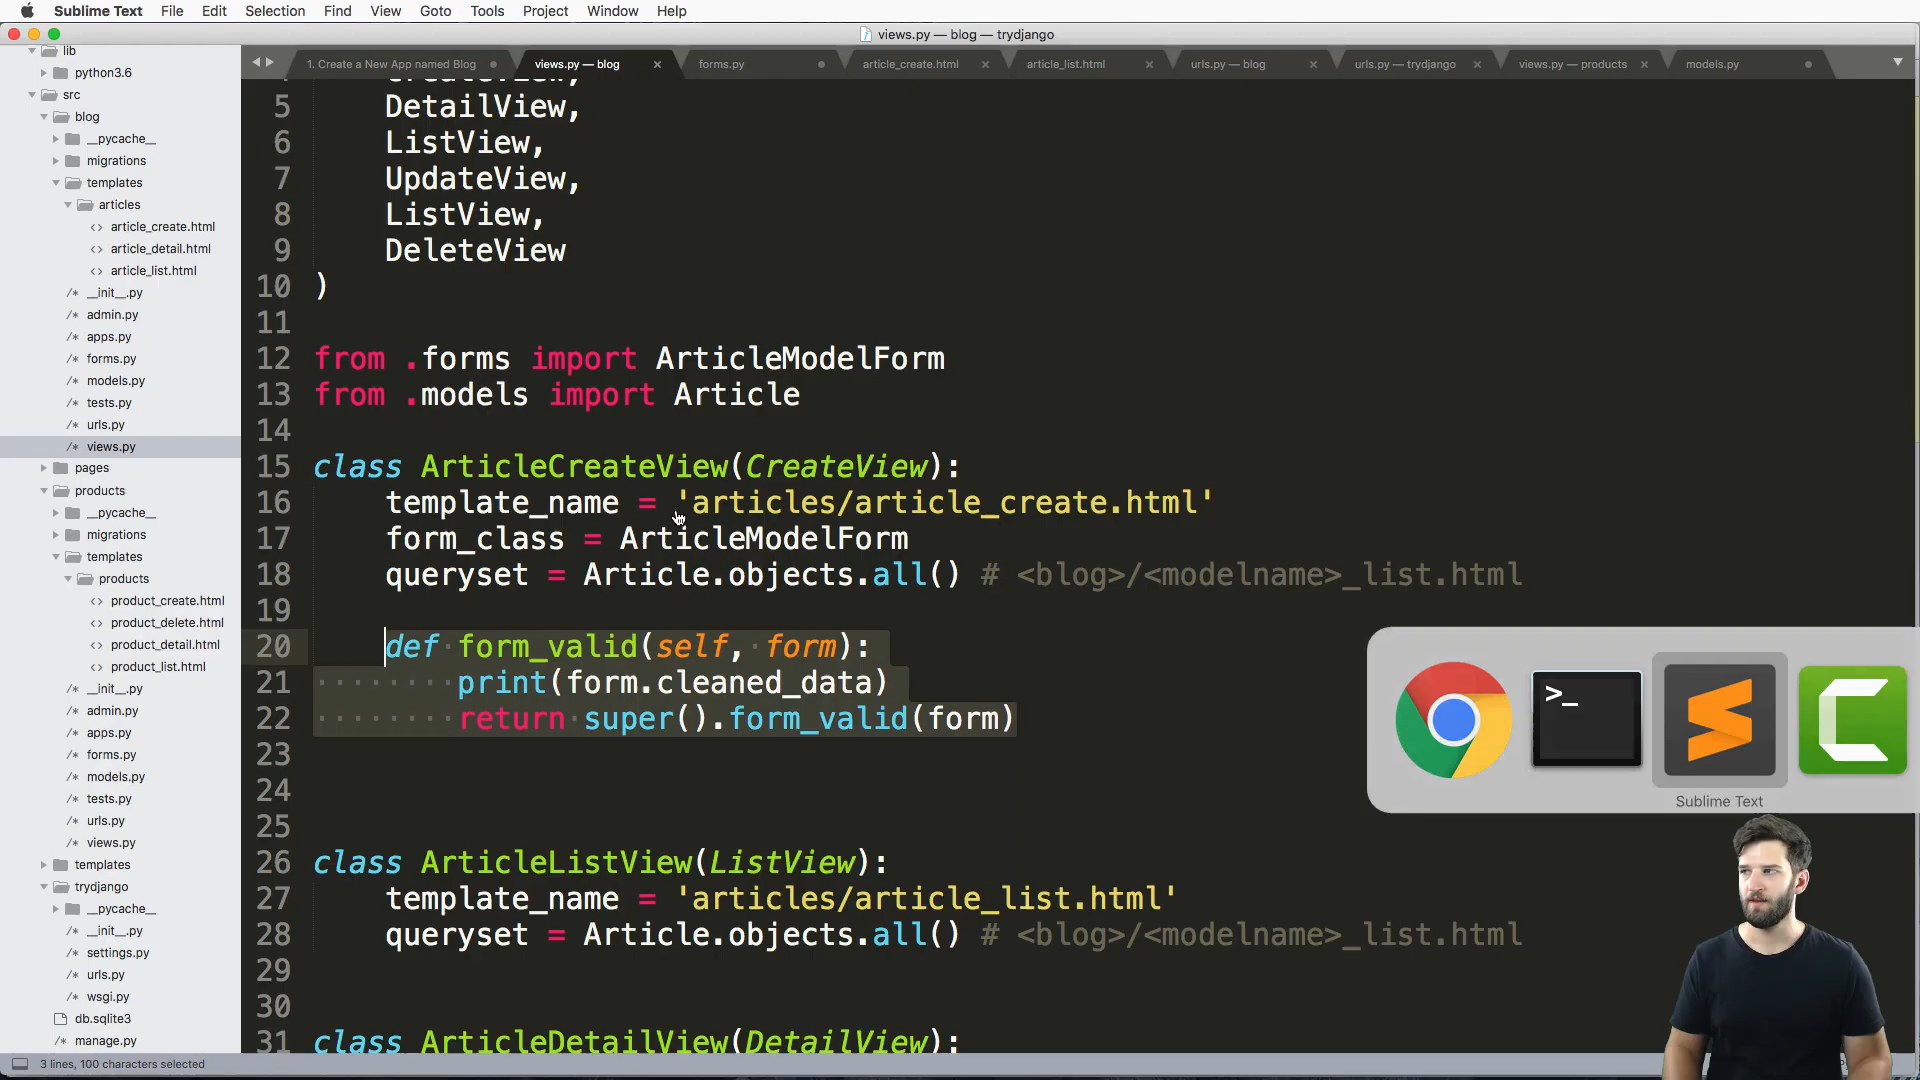 Sublime Text File Edit Selection Find View Goto Tools Project Window Help
views.py — blog — trydjango
1. Create a New App named Blog
views.py — blog
forms.py
article_create.html
article_list.html
urls.py — blog
urls.py — trydjango
views.py — products
models.py
lib
python3.6
src
blog
__pycache__
migrations
templates
articles
<> article_create.html
<> article_detail.html
<> article_list.html
/* __init__.py
/* admin.py
/* apps.py
/* forms.py
/* models.py
/* tests.py
/* urls.py
/* views.py
pages
products
__pycache__
migrations
templates
products
<> product_create.html
<> product_delete.html
<> product_detail.html
<> product_list.html
/* __init__.py
/* admin.py
/* apps.py
/* forms.py
/* models.py
/* tests.py
/* urls.py
/* views.py
templates
trydjango
__pycache__
/* __init__.py
/* settings.py
/* urls.py
/* wsgi.py
db.sqlite3
manage.py
4 CreateView,
5 DetailView,
6 ListView,
7 UpdateView,
8 ListView,
9 DeleteView
10 )
11
12 from .forms import ArticleModelForm
13 from .models import Article
14
15 class ArticleCreateView(CreateView):
16 template_name = 'articles/article_create.html'
17 form_class = ArticleModelForm
18 queryset = Article.objects.all() # <blog>/<modelname>_list.html
19
20 def form_valid(self, form):
21 print(form.cleaned_data)
22 return super().form_valid(form)
23
24
25
26 class ArticleListView(ListView):
27 template_name = 'articles/article_list.html'
28 queryset = Article.objects.all() # <blog>/<modelname>_list.html
29
30
31 class ArticleDetailView(DetailView):
>_
Sublime Text
3 lines, 100 characters selected